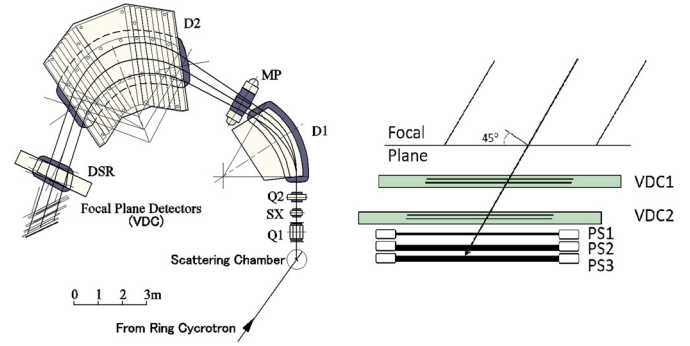 D2
MP
D1
DSR
Focal Plane Detectors
(VDC)
Q2
SX
Q1
Scattering Chamber
0 1 2 3m
From Ring Cycrotron
Focal
Plane
45°
VDC1
VDC2
PS1
PS2
PS3